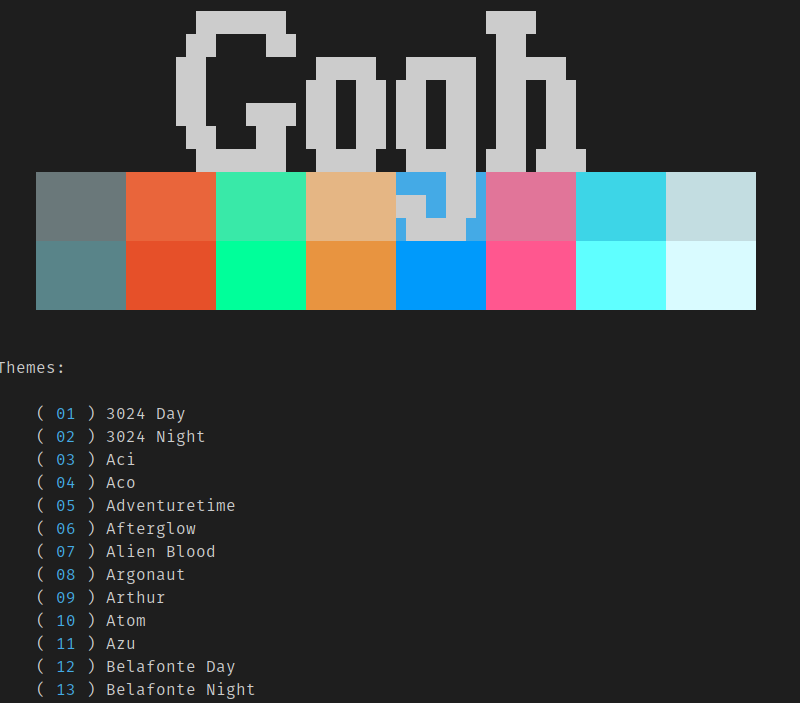 Gogh
Themes:
( 01 ) 3024 Day
( 02 ) 3024 Night
( 03 ) Aci
( 04 ) Aco
( 05 ) Adventuretime
( 06 ) Afterglow
( 07 ) Alien Blood
( 08 ) Argonaut
( 09 ) Arthur
( 10 ) Atom
( 11 ) Azu
( 12 ) Belafonte Day
( 13 ) Belafonte Night